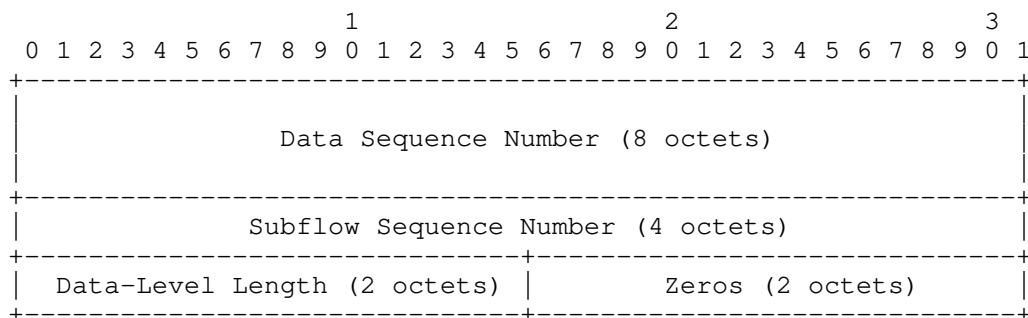 1 2 3
0 1 2 3 4 5 6 7 8 9 0 1 2 3 4 5 6 7 8 9 0 1 2 3 4 5 6 7 8 9 0 1
Data Sequence Number (8 octets)
Subflow Sequence Number (4 octets)
Data-Level Length (2 octets) Zeros (2 octets)